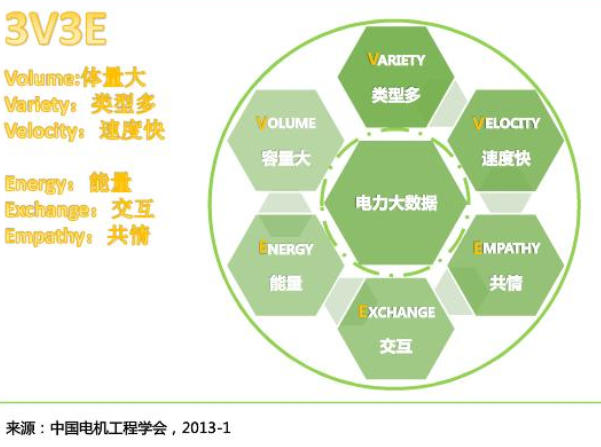 3V3E
Volume:体量大
Variety：类型多
Velocity：速度快
Energy：能量
Exchange：交互
Empathy：共情
VARIETY
类型多
VOLUME
容量大
VELOCITY
速度快
电力大数据
ENERGY
能量
EMPATHY
共情
EXCHANGE
交互
来源：中国电机工程学会，2013-1